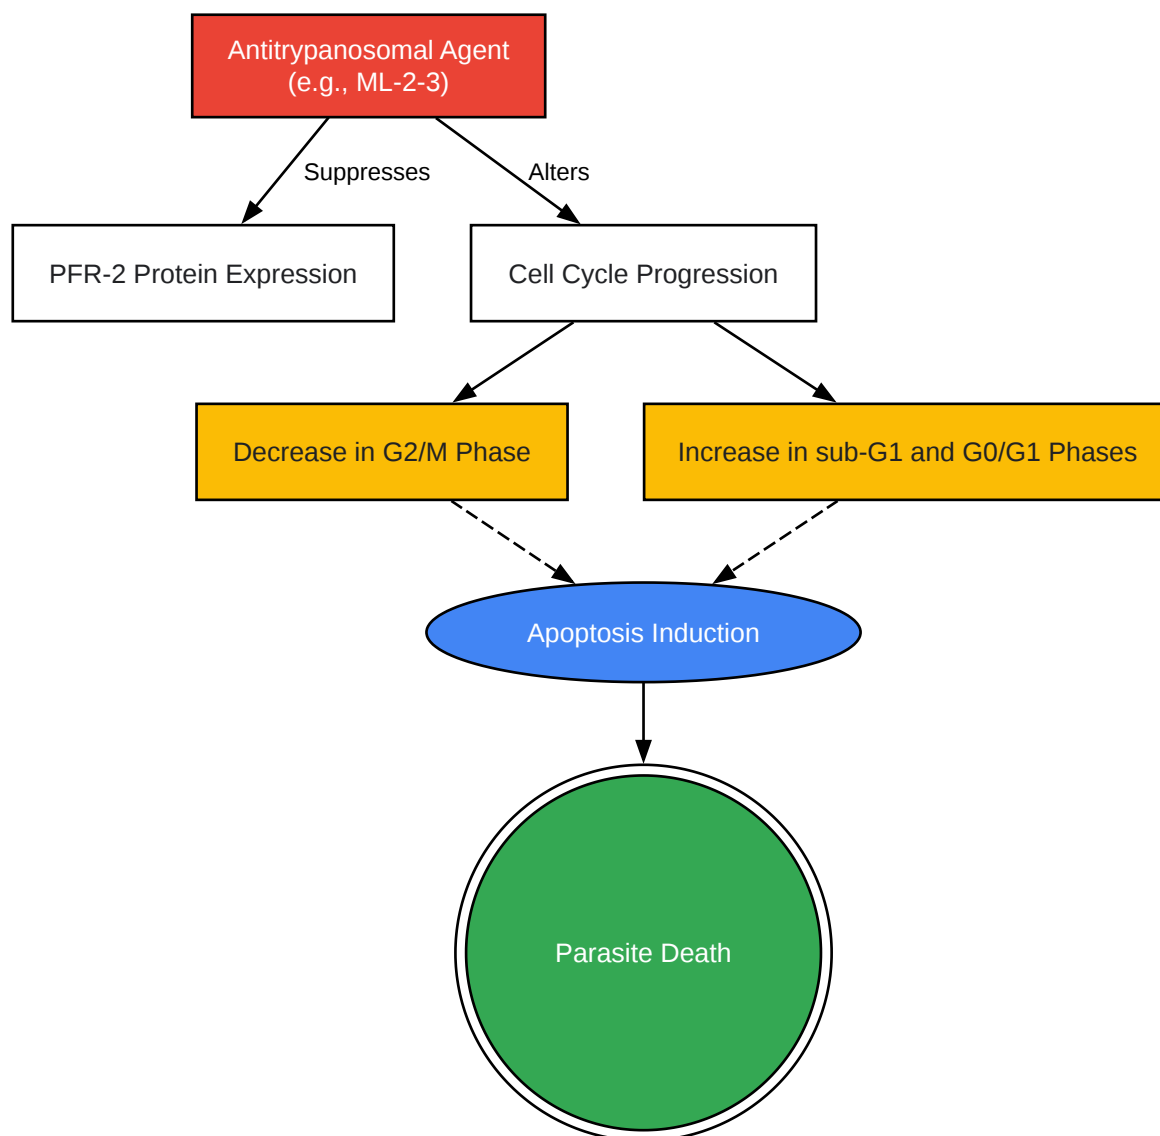 Antitrypanosomal Agent
(e.g., ML-2-3)
Suppresses
Alters
PFR-2 Protein Expression
Cell Cycle Progression
Decrease in G2/M Phase
Increase in sub-G1 and G0/G1 Phases
Apoptosis Induction
Parasite Death